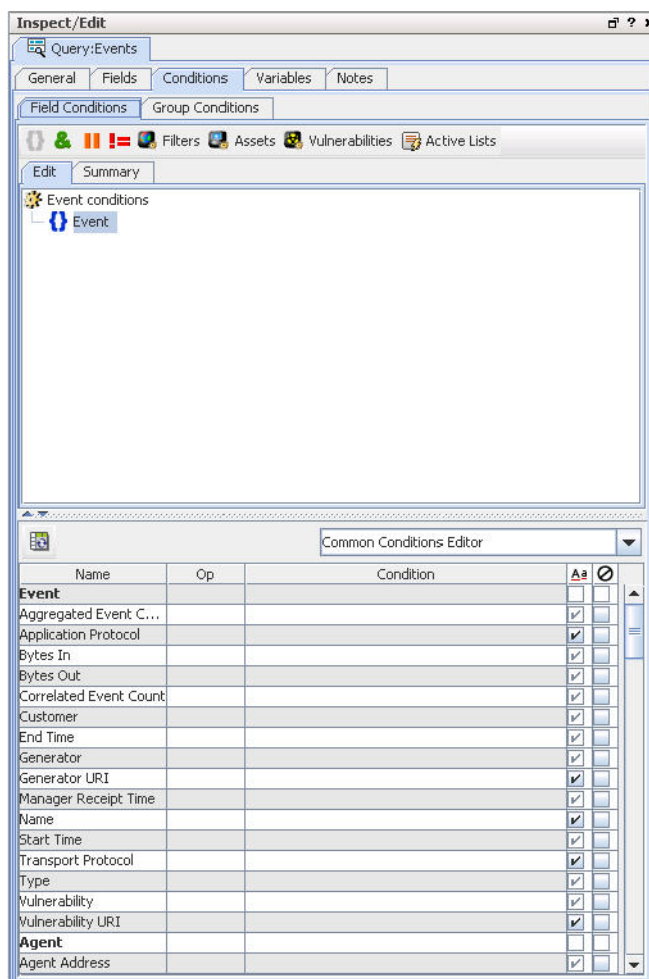 Inspect/Edit
Query:Events
General Fields Conditions Variables Notes
Field Conditions Group Conditions
Filters Assets Vulnerabilities Active Lists
Edit Summary
Event conditions
Event
Common Conditions Editor
Name Op Condition Aa
Event
Aggregated Event C...
Application Protocol
Bytes In
Bytes Out
Correlated Event Count
Customer
End Time
Generator
Generator URI
Manager Receipt Time
Name
Start Time
Transport Protocol
Type
Vulnerability
Vulnerability URI
Agent
Agent Address